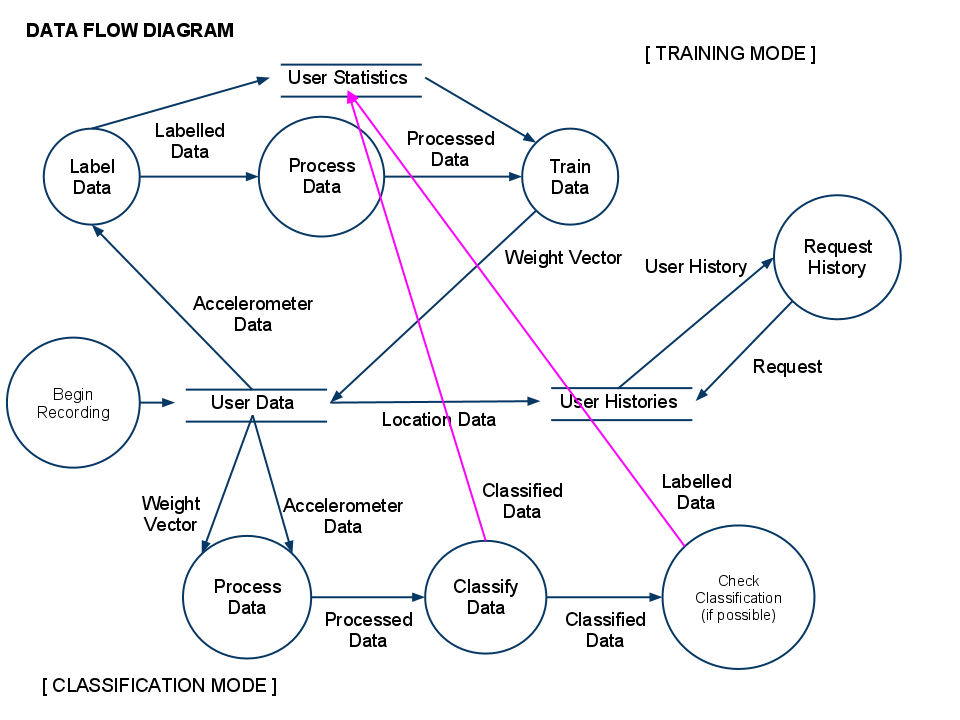 DATA FLOW DIAGRAM
[ TRAINING MODE ]
User Statistics
Labelled
Data
Processed
Data
Label
Data
Process
Data
Train
Data
Weight Vector
User History
Request
History
Accelerometer
Data
Request
Begin
Recording
User Data
Location Data
User Histories
Weight
Vector
Accelerometer
Data
Classified
Data
Labelled
Data
Process
Data
Processed
Data
Classify
Data
Classified
Data
Check
Classification
(if possible)
[ CLASSIFICATION MODE ]